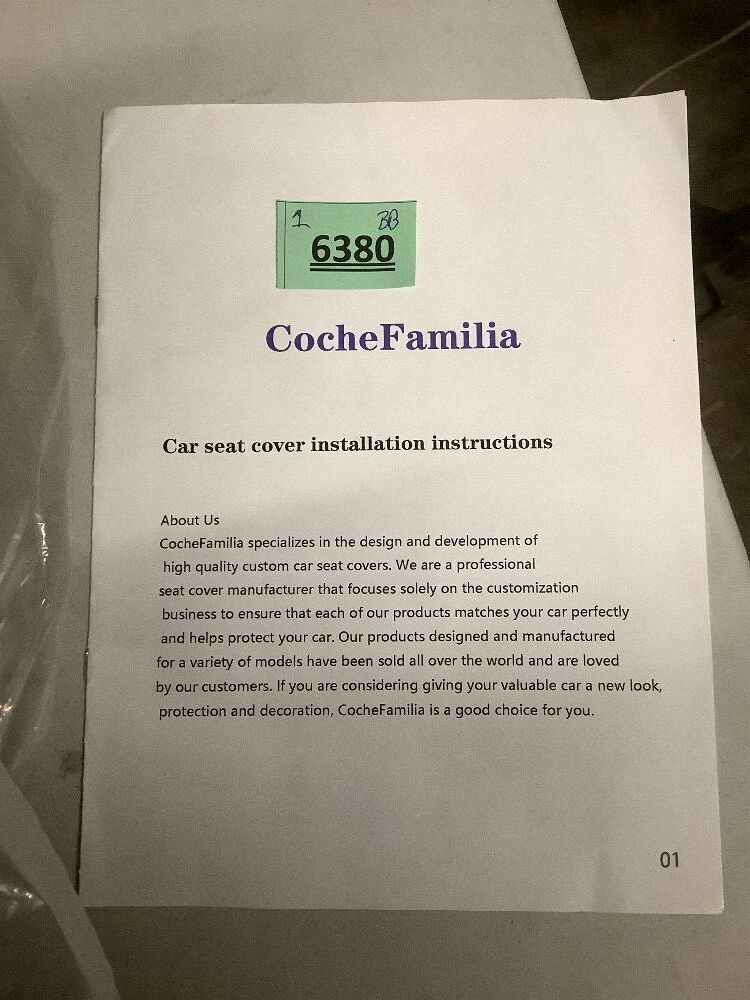 1 BB
6380
CocheFamilia
Car seat cover installation instructions
About Us
CocheFamilia specializes in the design and development of
high quality custom car seat covers. We are a professional
seat cover manufacturer that focuses solely on the customization
business to ensure that each of our products matches your car perfectly
and helps protect your car. Our products designed and manufactured
for a variety of models have been sold all over the world and are loved
by our customers. If you are considering giving your valuable car a new look,
protection and decoration, CocheFamilia is a good choice for you.
01